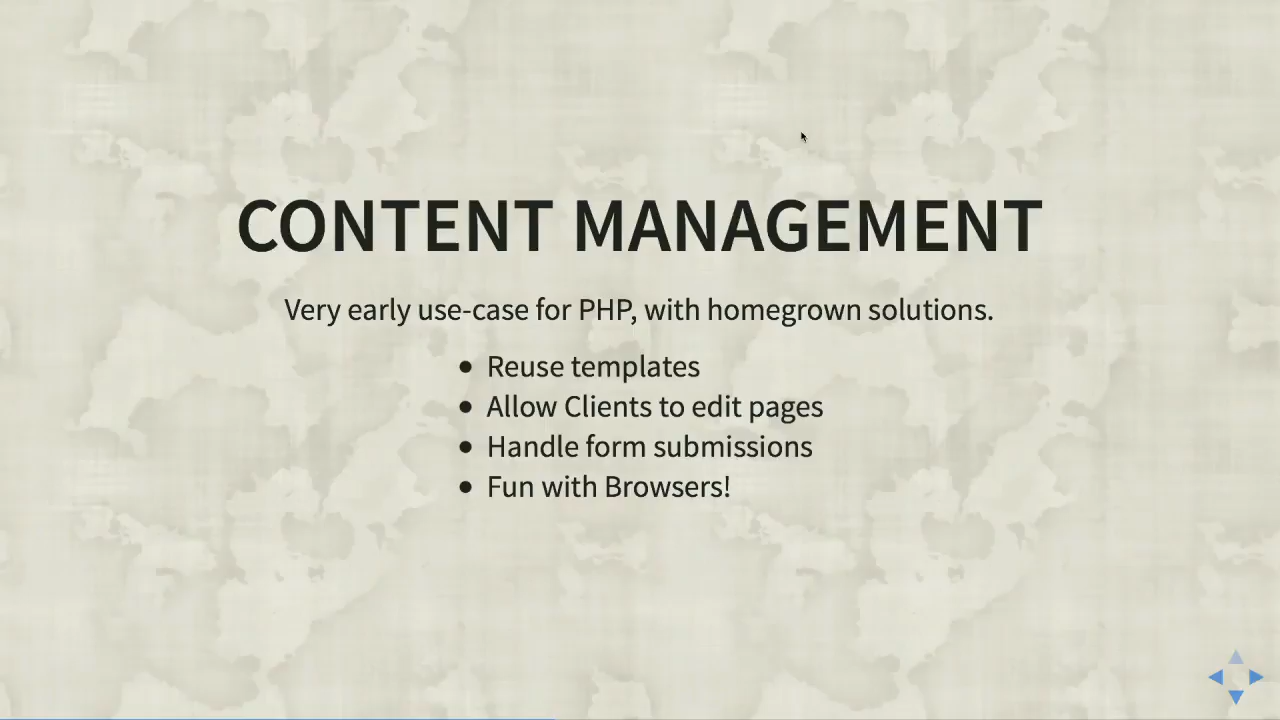 CONTENT MANAGEMENT
Very early use-case for PHP, with homegrown solutions.
• Reuse templates
• Allow Clients to edit pages
• Handle form submissions
• Fun with Browsers!